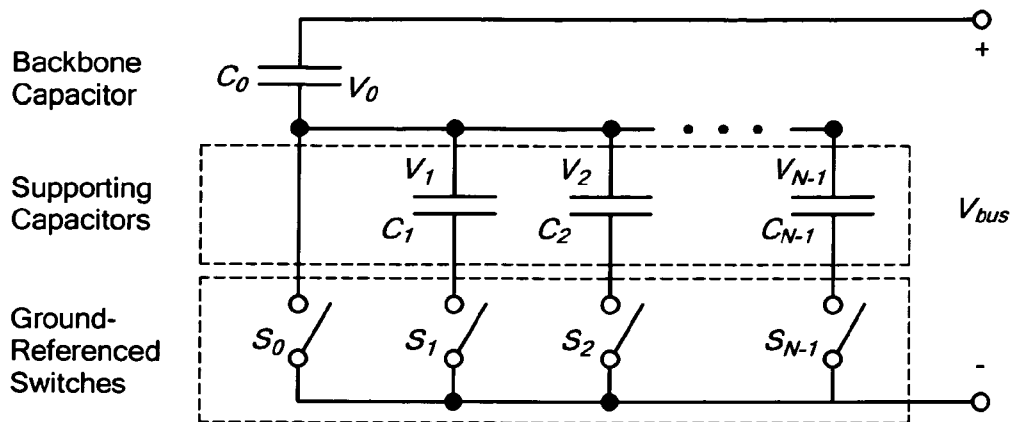 Backbone
Capacitor
C0
V0
+
Supporting
Capacitors
V1
V2
VN-1
C1
C2
CN-1
Vbus
Ground-
Referenced
Switches
S0
S1
S2
SN-1
-